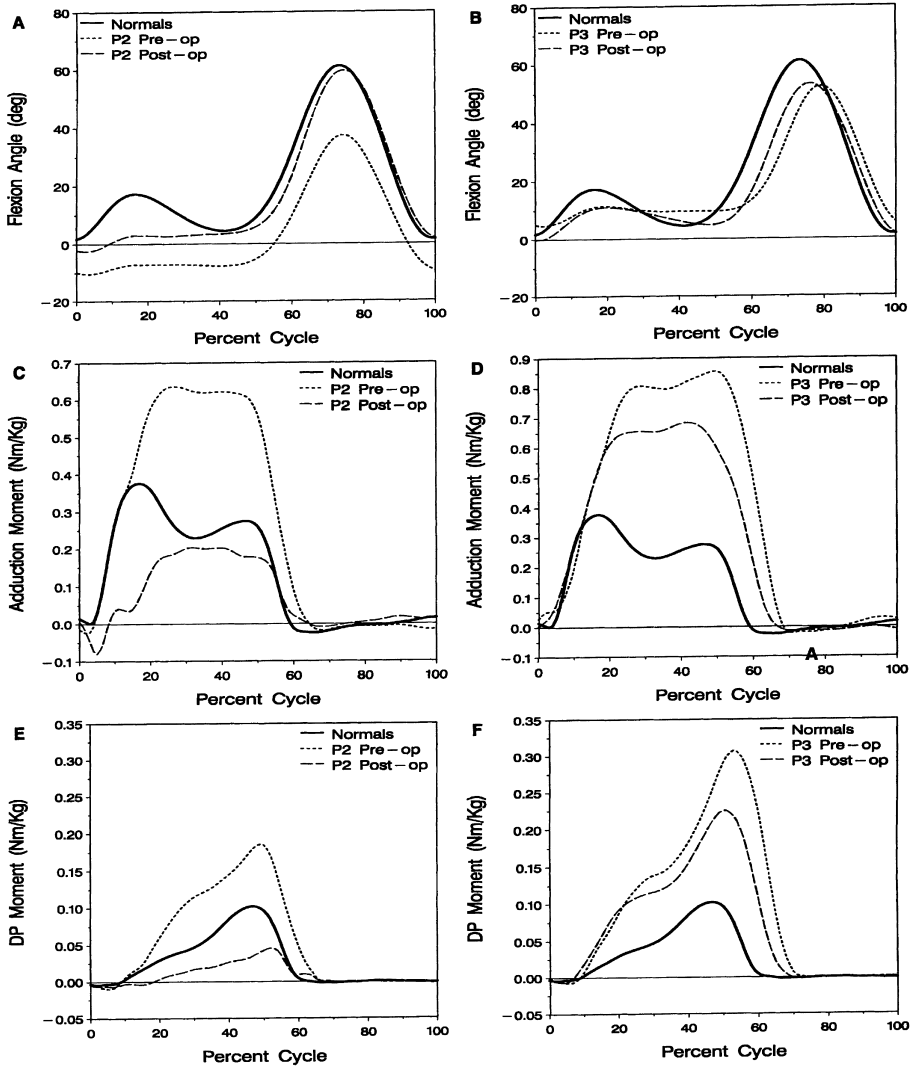 A
Normals
P2 Pre-op
P2 Post-op
80
60
40
20
0
-20
Flexion Angle (deg)
0 20 40 60 80 100
Percent Cycle
B
Normals
P3 Pre-op
P3 Post-op
80
60
40
20
0
-20
Flexion Angle (deg)
0 20 40 60 80 100
Percent Cycle
C
Normals
P2 Pre-op
P2 Post-op
0.7
0.6
0.5
0.4
0.3
0.2
0.1
0.0
-0.1
Adduction Moment (Nm/Kg)
0 20 40 60 80 100
Percent Cycle
D
Normals
P3 Pre-op
P3 Post-op
0.9
0.8
0.7
0.6
0.5
0.4
0.3
0.2
0.1
0.0
-0.1
Adduction Moment (Nm/Kg)
A
0 20 40 60 80 100
Percent Cycle
E
Normals
P2 Pre-op
P2 Post-op
0.35
0.30
0.25
0.20
0.15
0.10
0.05
0.00
-0.05
DP Moment (Nm/Kg)
0 20 40 60 80 100
Percent Cycle
F
Normals
P3 Pre-op
P3 Post-op
0.35
0.30
0.25
0.20
0.15
0.10
0.05
0.00
-0.05
DP Moment (Nm/Kg)
0 20 40 60 80 100
Percent Cycle